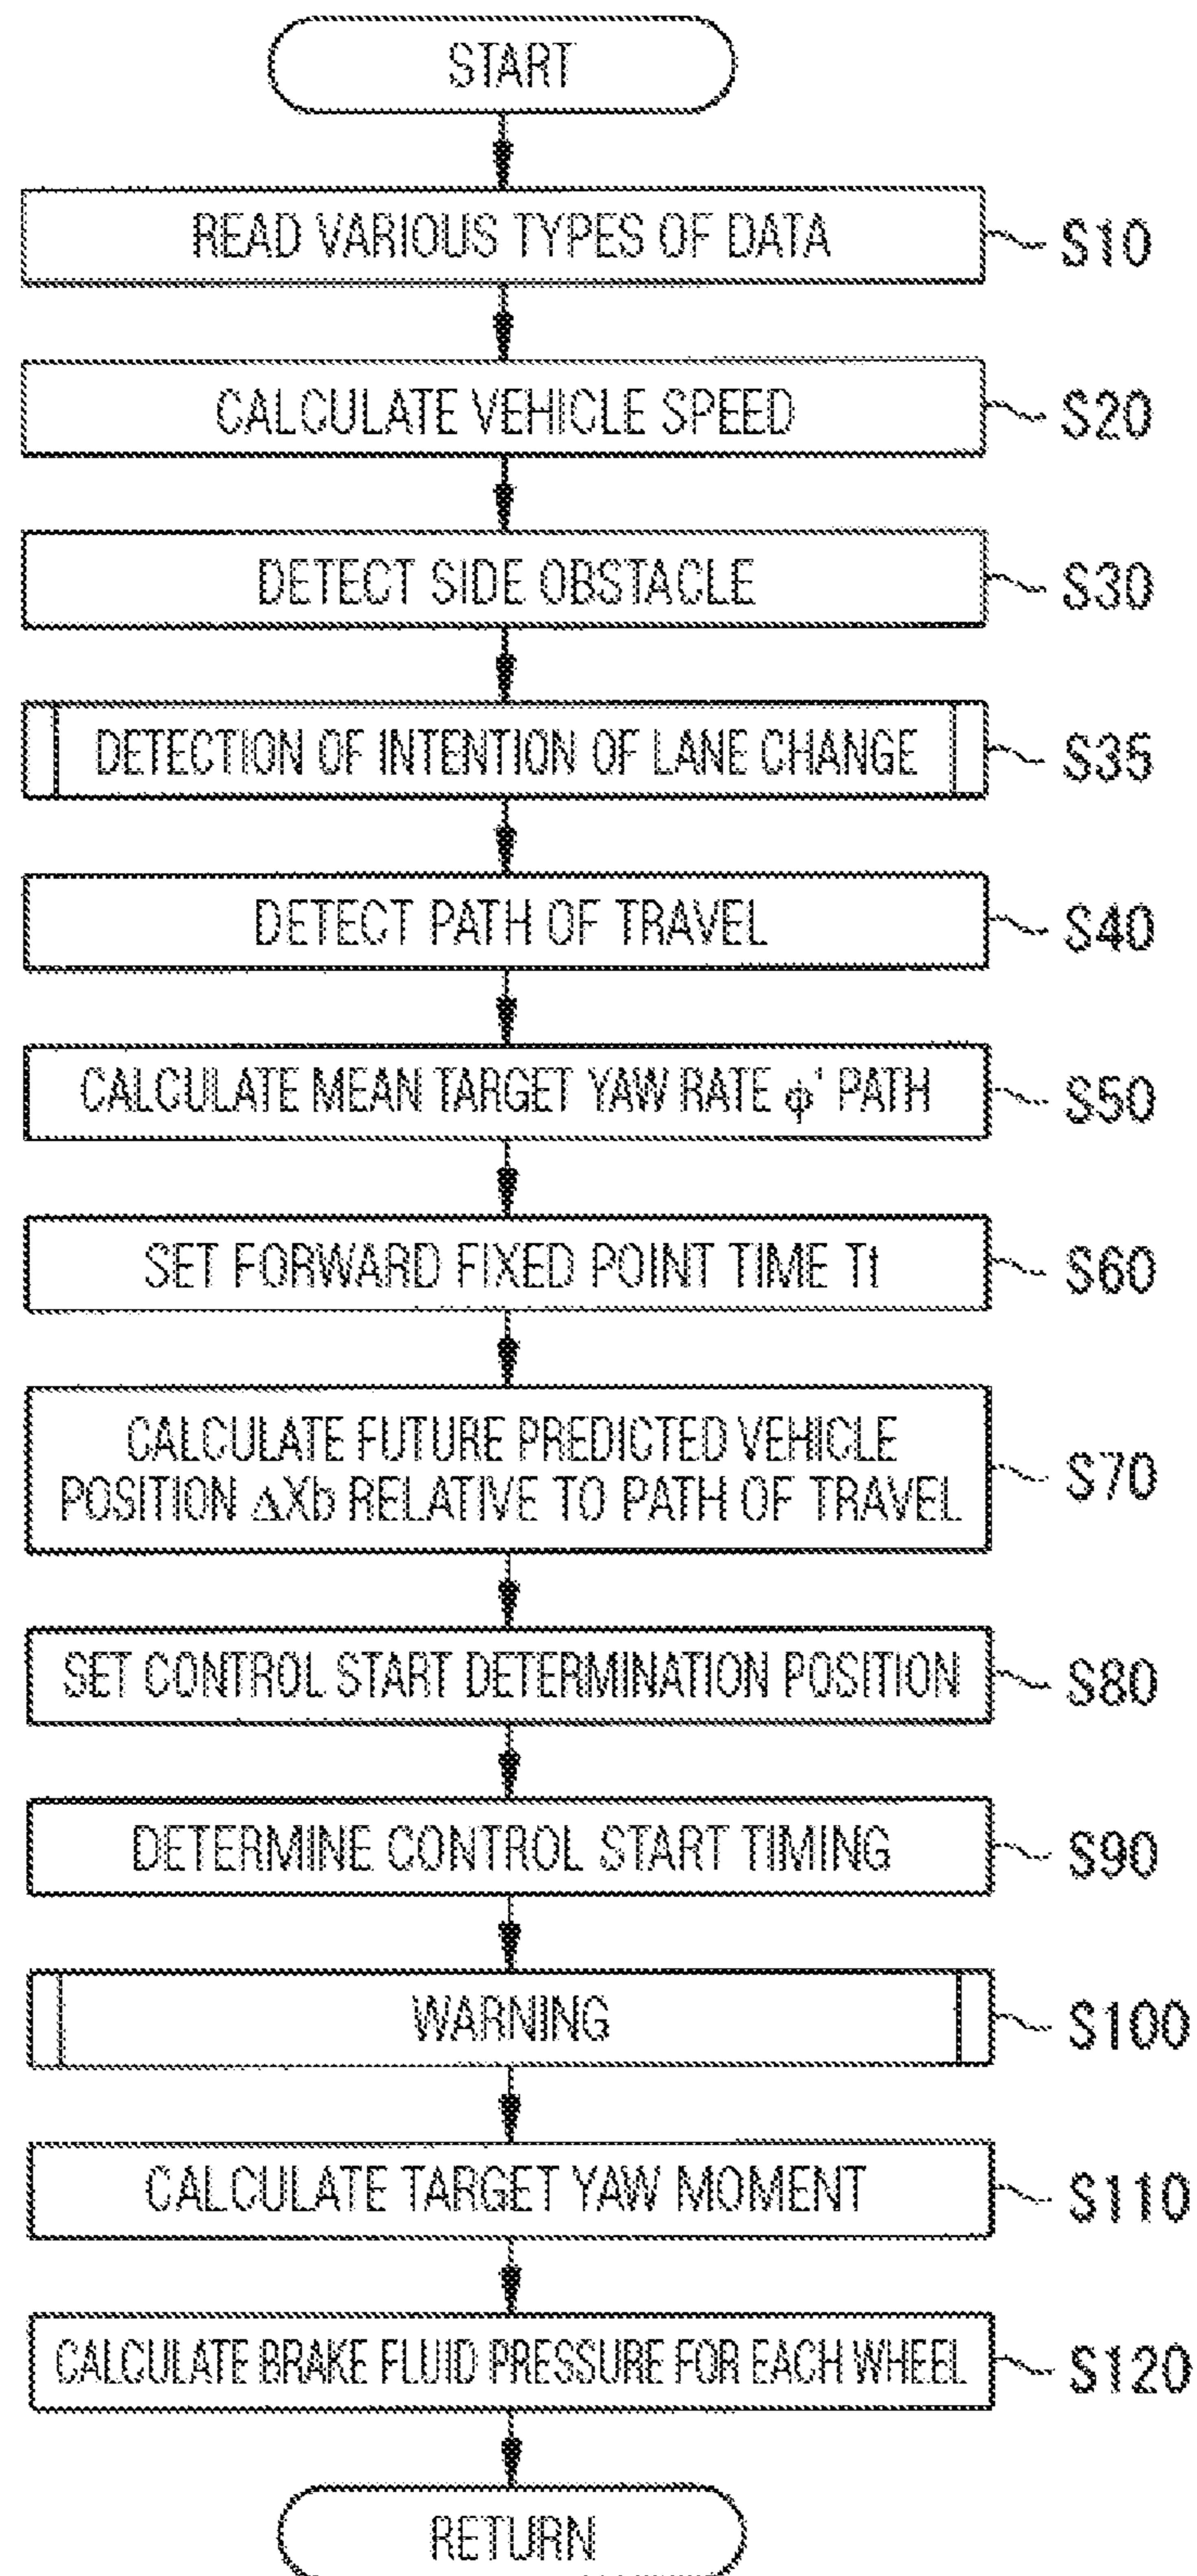 START
READ VARIOUS TYPES OF DATA
S10
CALCULATE VEHICLE SPEED
S20
DETECT SIDE OBSTACLE
S30
DETECTION OF INTENTION OF LANE CHANGE
S35
DETECT PATH OF TRAVEL
S40
CALCULATE MEAN TARGET YAW RATE φ' PATH
S50
SET FORWARD FIXED POINT TIME Tt
S60
CALCULATE FUTURE PREDICTED VEHICLE
POSITION ΔXb RELATIVE TO PATH OF TRAVEL
S70
SET CONTROL START DETERMINATION POSITION
S80
DETERMINE CONTROL START TIMING
S90
WARNING
S100
CALCULATE TARGET YAW MOMENT
S110
CALCULATE BRAKE FLUID PRESSURE FOR EACH WHEEL
S120
RETURN